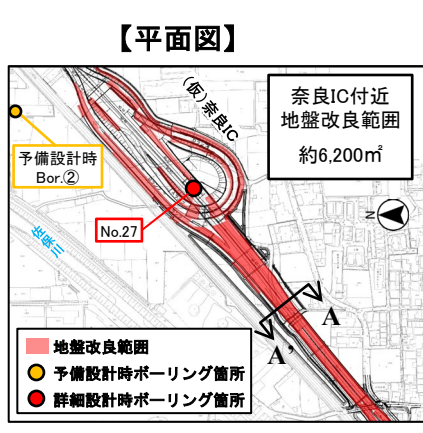 【平面図】
(仮)奈良IC
奈良IC付近
地盤改良範囲
約6,200㎡
予備設計時
Bor.②
No.27
佐保川
N
A
A'
地盤改良範囲
予備設計時ボーリング箇所
詳細設計時ボーリング箇所